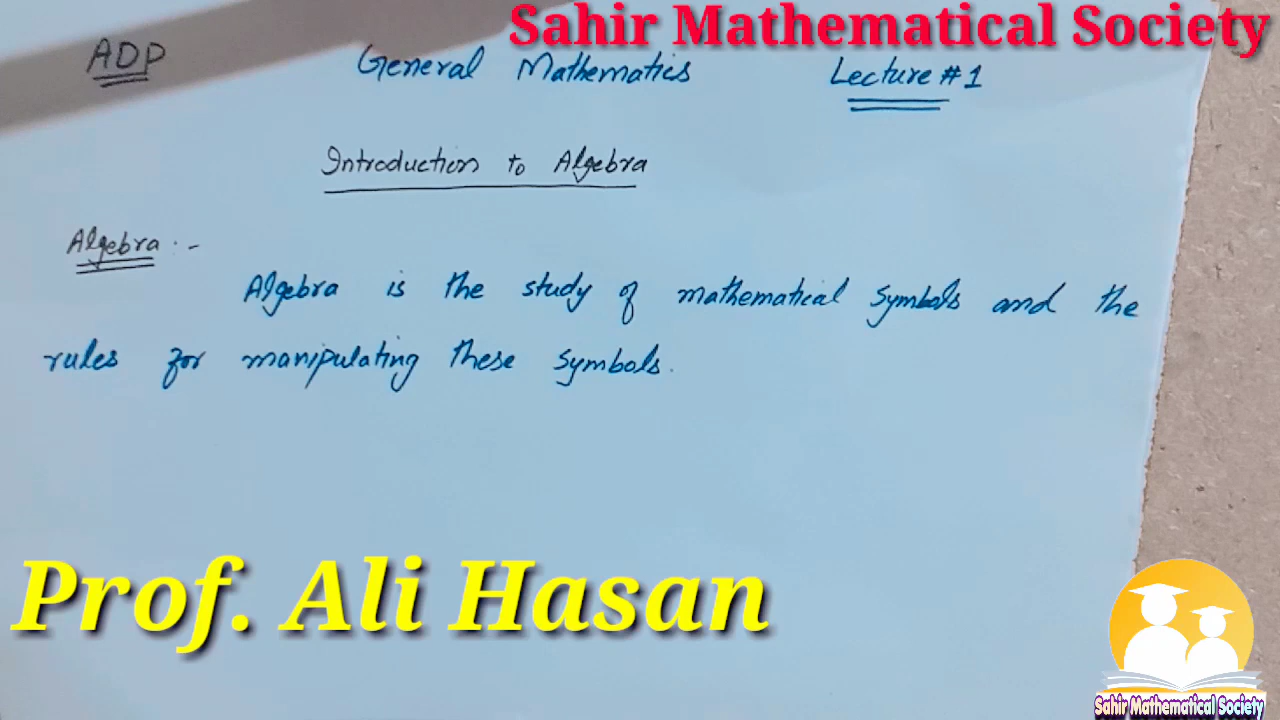 Sahir Mathematical Society
ADP General Mathematics Lecture #1
Introduction to Algebra
Algebra :-
Algebra is the study of mathematical symbols and the
rules for manipulating these symbols.
Prof. Ali Hasan
Sahir Mathematical Society